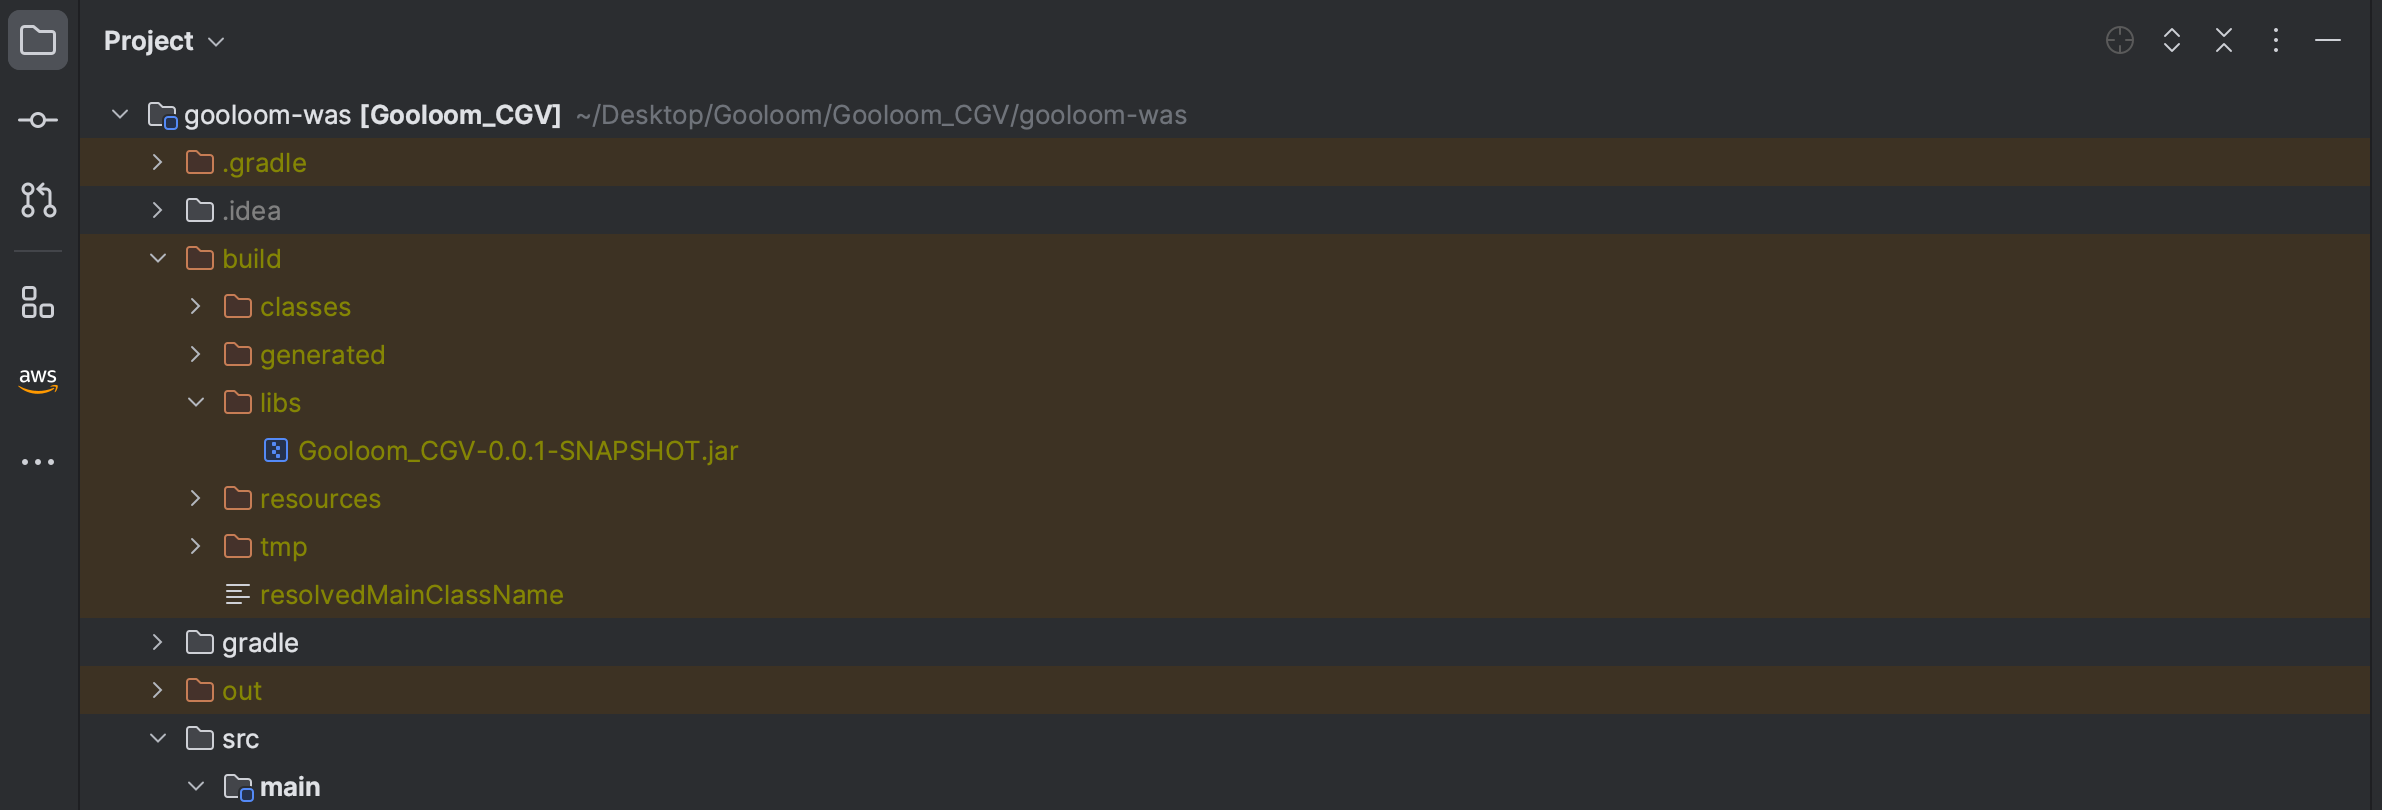 Project
gooloom-was [Gooloom_CGV] ~/Desktop/Gooloom/Gooloom_CGV/gooloom-was
.gradle
.idea
build
classes
generated
aws
libs
Gooloom_CGV-0.0.1-SNAPSHOT.jar
resources
tmp
resolvedMainClassName
gradle
out
src
main